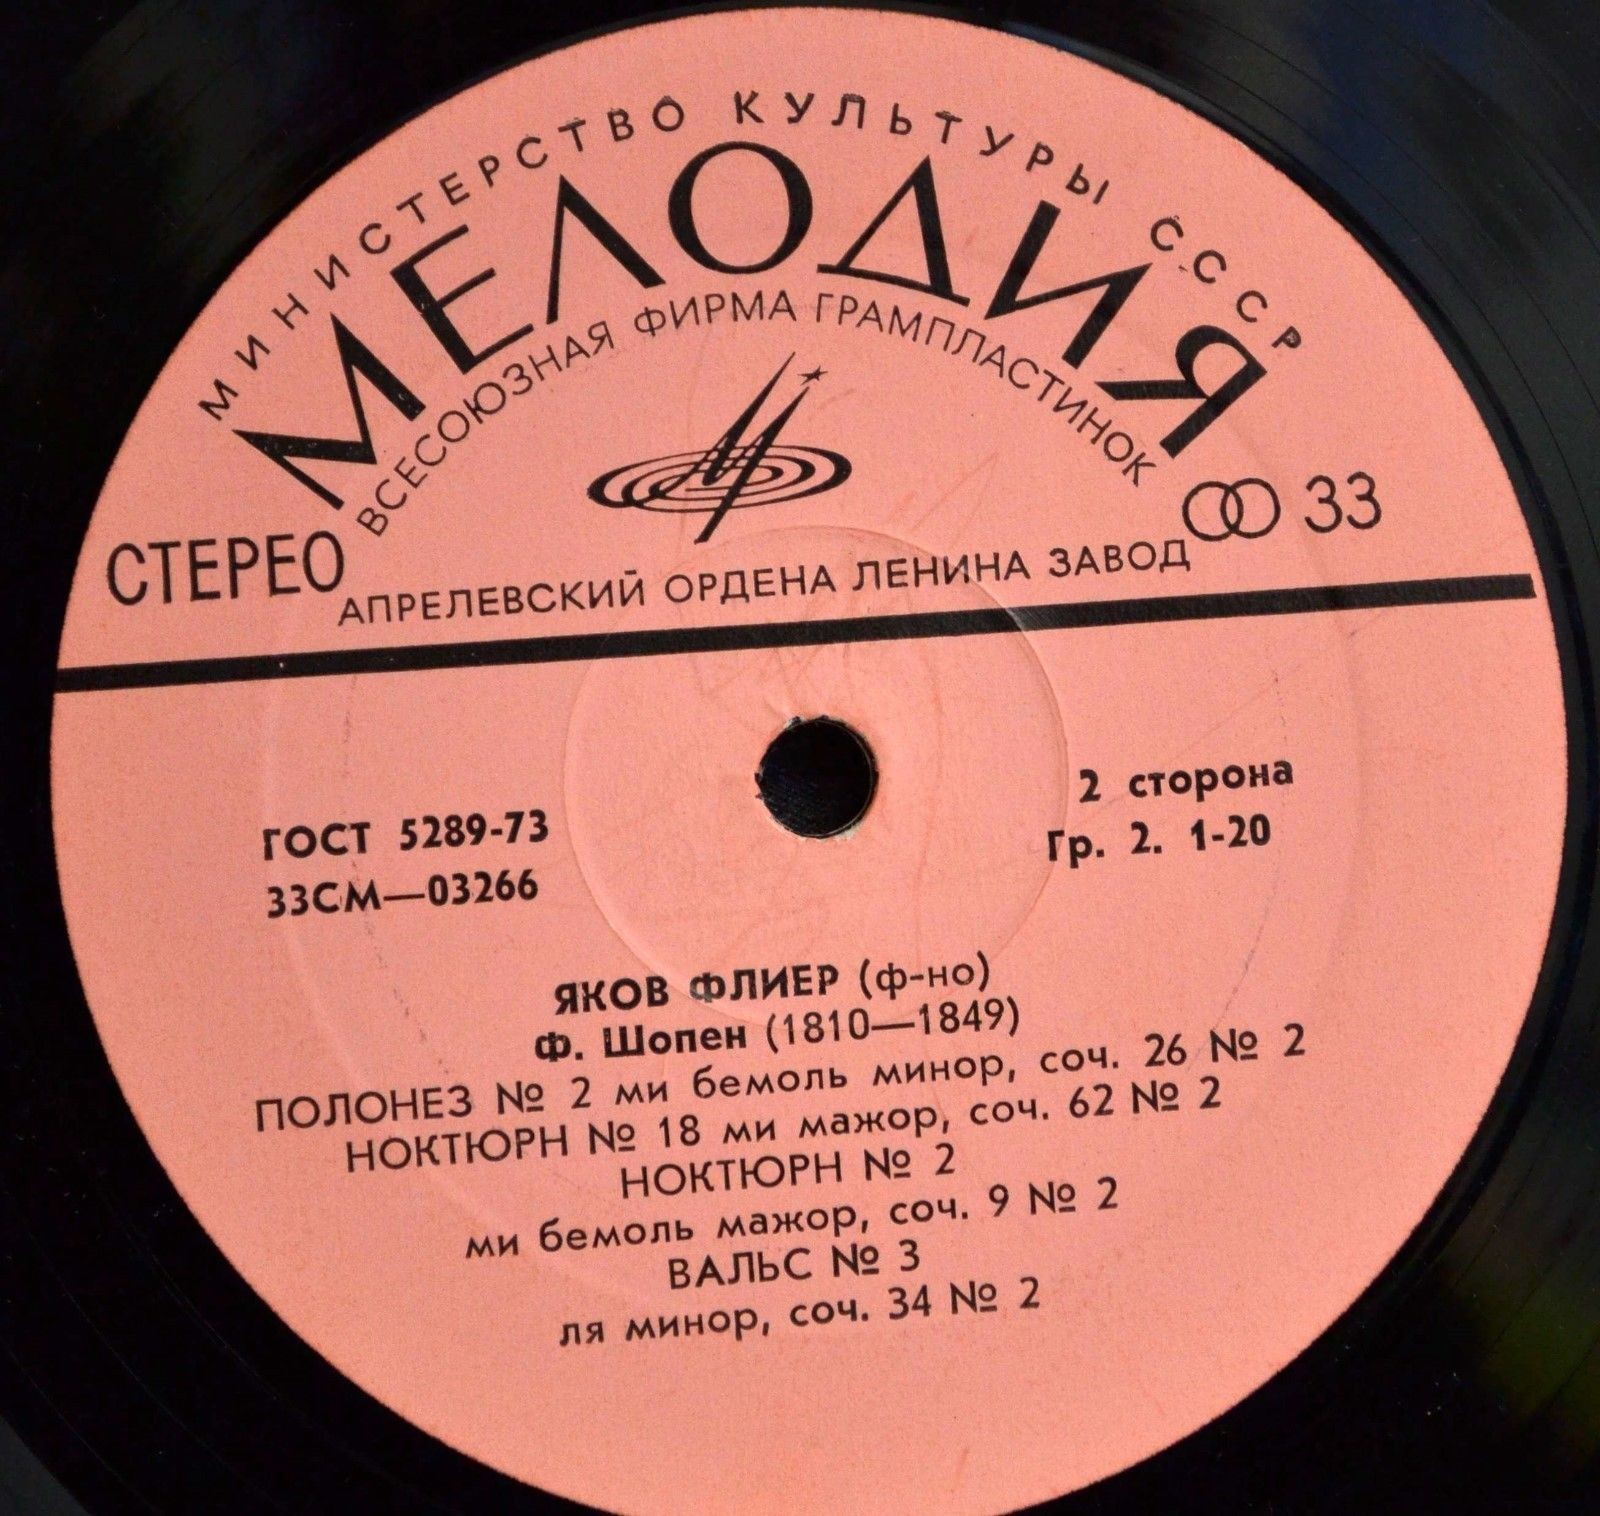 МИНИСТЕРСТВО КУЛЬТУРЫ СССР
МЕЛОДИЯ
ВСЕСОЮЗНАЯ ФИРМА ГРАМПЛАСТИНОК
СТЕРЕО
33
АПРЕЛЕВСКИЙ ОРДЕНА ЛЕНИНА ЗАВОД
ГОСТ 5289-73
33СМ—03266
2 сторона
Гр. 2. 1-20
ЯКОВ ФЛИЕР (ф-но)
Ф. Шопен (1810—1849)
ПОЛОНЕЗ № 2 ми бемоль минор, соч. 26 № 2
НОКТЮРН № 18 ми мажор, соч. 62 № 2
НОКТЮРН № 2
ми бемоль мажор, соч. 9 № 2
ВАЛЬС № 3
ля минор, соч. 34 № 2